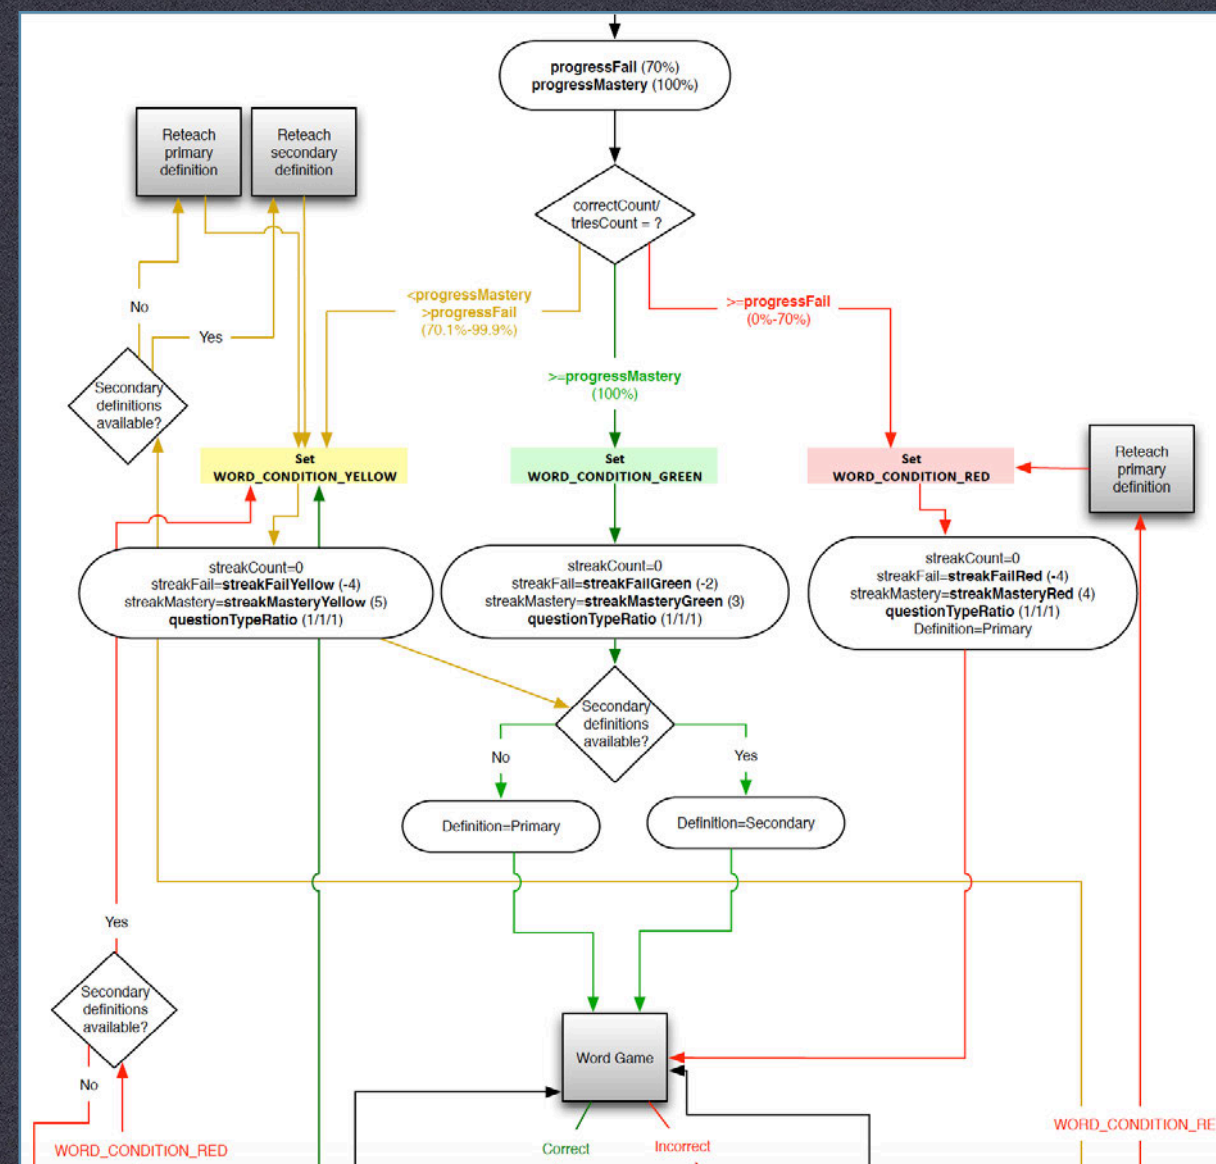 progressFail (70%)
progressMastery (100%)
Reteach
primary
definition
Reteach
secondary
definition
correctCount/
triesCount = ?
<progressMastery
>progressFail
(70.1%-99.9%)
>=progressFail
(0%-70%)
No
Yes
>=progressMastery
(100%)
Secondary
definitions
available?
Set
WORD_CONDITION_YELLOW
Set
WORD_CONDITION_GREEN
Set
WORD_CONDITION_RED
Reteach
primary
definition
streakCount=0
streakFail=streakFailYellow (-4)
streakMastery=streakMasteryYellow (5)
questionTypeRatio (1/1/1)
streakCount=0
streakFail=streakFailGreen (-2)
streakMastery=streakMasteryGreen (3)
questionTypeRatio (1/1/1)
streakCount=0
streakFail=streakFailRed (-4)
streakMastery=streakMasteryRed (4)
questionTypeRatio (1/1/1)
Definition=Primary
Secondary
definitions
available?
No
Yes
Definition=Primary
Definition=Secondary
Yes
Secondary
definitions
available?
Word Game
No
WORD_CONDITION_RED
Correct
Incorrect
WORD_CONDITION_RE